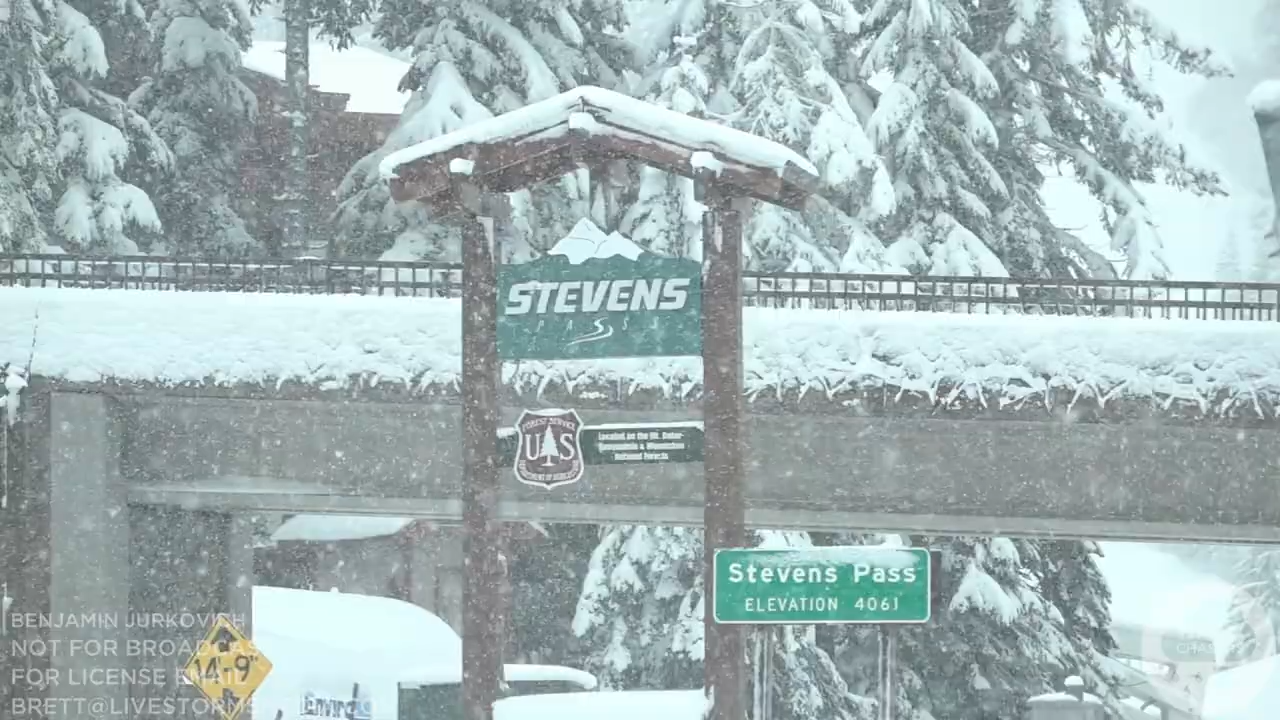 STEVENS
PASS
FOREST SERVICE
US
DEPARTMENT OF AGRICULTURE
Located on the Mt. Baker-
Snoqualmie & Wenatchee
National Forests
Stevens Pass
ELEVATION 4061
14'-9"
BENJAMIN JURKOVICH
NOT FOR BROADCAST
FOR LICENSE EMAIL
BRETT@LIVESTORMS